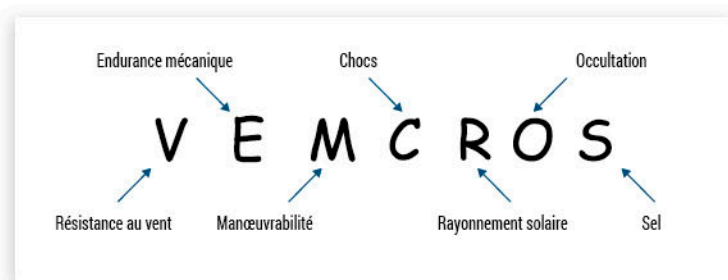 Endurance mécanique Chocs Occultation
V E M C R O S
Résistance au vent Manœuvrabilité Rayonnement solaire Sel